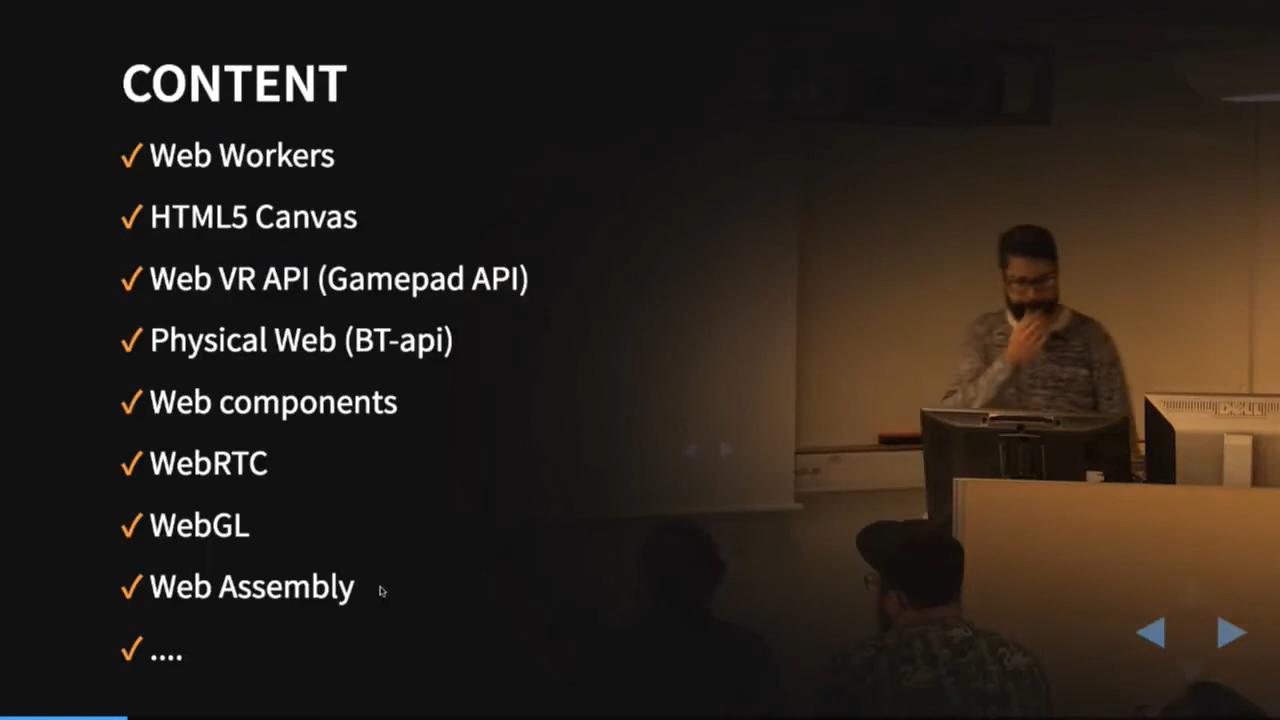 CONTENT
✓ Web Workers
✓ HTML5 Canvas
✓ Web VR API (Gamepad API)
✓ Physical Web (BT-api)
✓ Web components
✓ WebRTC
✓ WebGL
✓ Web Assembly
✓ ....
DELL